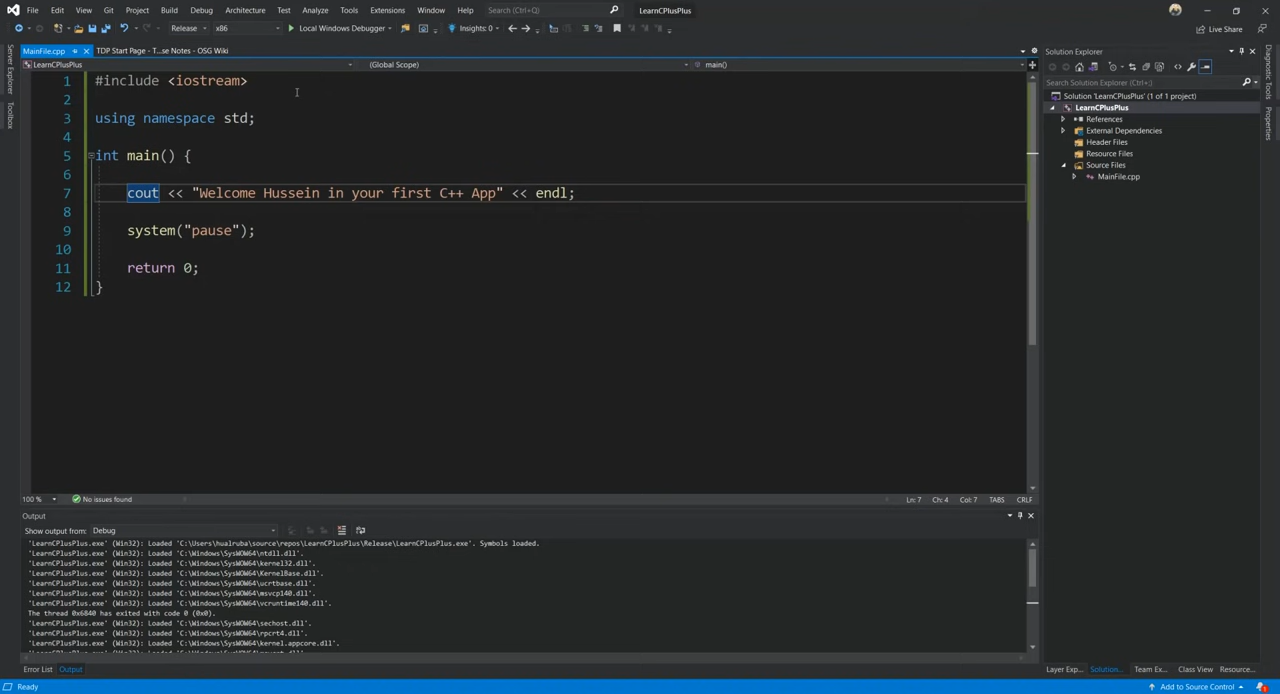 File Edit View Git Project Build Debug Architecture Test Analyze Tools Extensions Window Help Search (Ctrl+Q) LearnCPlusPlus
Release x86 Local Windows Debugger Insights: 0 Live Share
MainFile.cpp TDP Start Page - T...se Notes - OSG Wiki
LearnCPlusPlus (Global Scope) main()
1 #include <iostream>
2
3 using namespace std;
4
5 int main() {
6
7 cout << "Welcome Hussein in your first C++ App" << endl;
8
9 system("pause");
10
11 return 0;
12 }
100 % No issues found Ln: 7 Ch: 4 Col: 7 TABS CRLF
Output
Show output from: Debug
'LearnCPlusPlus.exe' (Win32): Loaded 'C:\Users\hualruba\source\repos\LearnCPlusPlus\Release\LearnCPlusPlus.exe'. Symbols loaded.
'LearnCPlusPlus.exe' (Win32): Loaded 'C:\Windows\SysWOW64\ntdll.dll'.
'LearnCPlusPlus.exe' (Win32): Loaded 'C:\Windows\SysWOW64\kernel32.dll'.
'LearnCPlusPlus.exe' (Win32): Loaded 'C:\Windows\SysWOW64\KernelBase.dll'.
'LearnCPlusPlus.exe' (Win32): Loaded 'C:\Windows\SysWOW64\ucrtbase.dll'.
'LearnCPlusPlus.exe' (Win32): Loaded 'C:\Windows\SysWOW64\msvcp140.dll'.
'LearnCPlusPlus.exe' (Win32): Loaded 'C:\Windows\SysWOW64\vcruntime140.dll'.
The thread 0x6840 has exited with code 0 (0x0).
'LearnCPlusPlus.exe' (Win32): Loaded 'C:\Windows\SysWOW64\sechost.dll'.
'LearnCPlusPlus.exe' (Win32): Loaded 'C:\Windows\SysWOW64\rpcrt4.dll'.
'LearnCPlusPlus.exe' (Win32): Loaded 'C:\Windows\SysWOW64\kernel.appcore.dll'.
Error List Output
Ready Add to Source Control
Server Explorer
Toolbox
Solution Explorer
Search Solution Explorer (Ctrl+;)
Solution 'LearnCPlusPlus' (1 of 1 project)
LearnCPlusPlus
References
External Dependencies
Header Files
Resource Files
Source Files
MainFile.cpp
Layer Exp... Solution... Team Ex... Class View Resource...
Diagnostic Tools
Properties